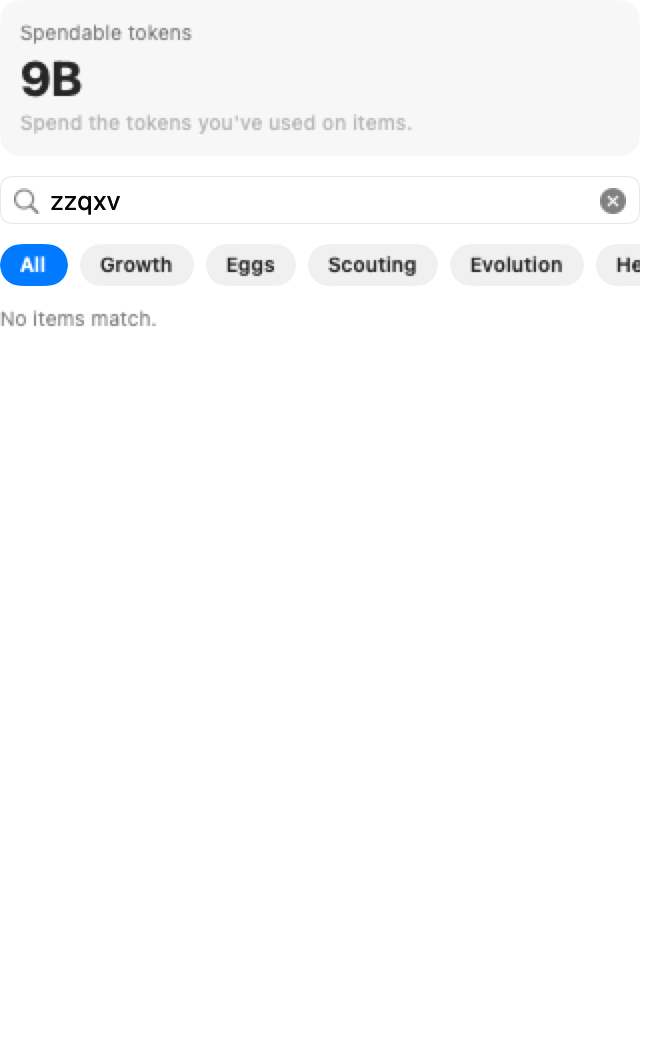 Spendable tokens
9B
Spend the tokens you've used on items.
zzqxv
All Growth Eggs Scouting Evolution
No items match.